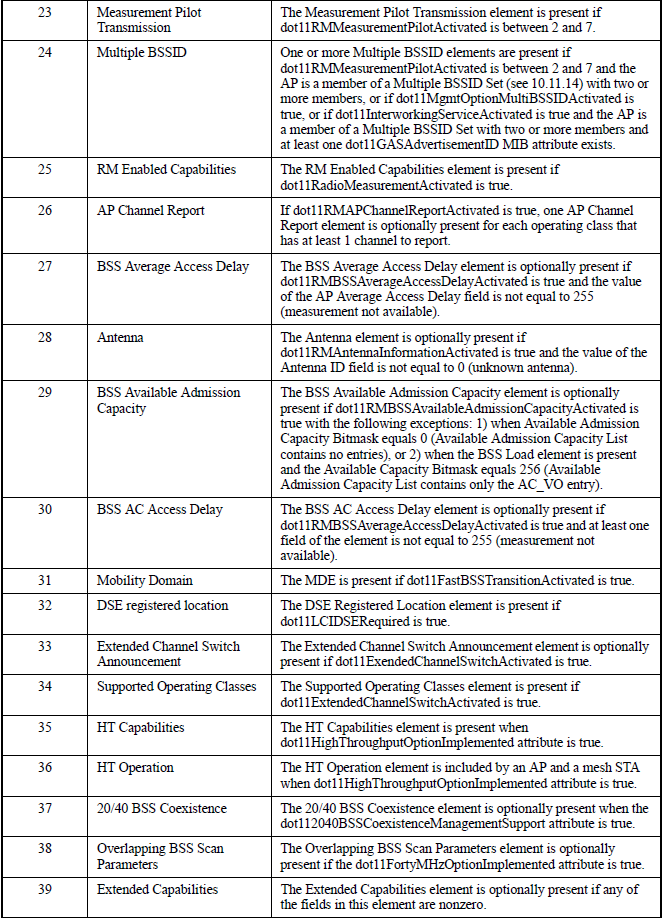 23 Measurement Pilot The Measurement Pilot Transmission element is present if
Transmission dot11RMMeasurementPilotActivated is between 2 and 7.
24 Multiple BSSID One or more Multiple BSSID elements are present if
dot11RMMeasurementPilotActivated is between 2 and 7 and the
AP is a member of a Multiple BSSID Set (see 10.11.14) with two or
more members, or if dot11MgmtOptionMultiBSSIDActivated is
true, or if dot11InterworkingServiceActivated is true and the AP is
a member of a Multiple BSSID Set with two or more members and
at least one dot11GASAdvertisementID MIB attribute exists.
25 RM Enabled Capabilities The RM Enabled Capabilities element is present if
dot11RadioMeasurementActivated is true.
26 AP Channel Report If dot11RMAPChannelReportActivated is true, one AP Channel
Report element is optionally present for each operating class that
has at least 1 channel to report.
27 BSS Average Access Delay The BSS Average Access Delay element is optionally present if
dot11RMBSSAverageAccessDelayActivated is true and the value
of the AP Average Access Delay field is not equal to 255
(measurement not available).
28 Antenna The Antenna element is optionally present if
dot11RMAntennaInformationActivated is true and the value of the
Antenna ID field is not equal to 0 (unknown antenna).
29 BSS Available Admission The BSS Available Admission Capacity element is optionally
Capacity present if dot11RMBSSAvailableAdmissionCapacityActivated is
true with the following exceptions: 1) when Available Admission
Capacity Bitmask equals 0 (Available Admission Capacity List
contains no entries), or 2) when the BSS Load element is present
and the Available Capacity Bitmask equals 256 (Available
Admission Capacity List contains only the AC_VO entry).
30 BSS AC Access Delay The BSS AC Access Delay element is optionally present if
dot11RMBSSAverageAccessDelayActivated is true and at least one
field of the element is not equal to 255 (measurement not
available).
31 Mobility Domain The MDE is present if dot11FastBSSTransitionActivated is true.
32 DSE registered location The DSE Registered Location element is present if
dot11LCIDSERequired is true.
33 Extended Channel Switch The Extended Channel Switch Announcement element is optionally
Announcement present if dot11ExendedChannelSwitchActivated is true.
34 Supported Operating Classes The Supported Operating Classes element is present if
dot11ExtendedChannelSwitchActivated is true.
35 HT Capabilities The HT Capabilities element is present when
dot11HighThroughputOptionImplemented attribute is true.
36 HT Operation The HT Operation element is included by an AP and a mesh STA
when dot11HighThroughputOptionImplemented attribute is true.
37 20/40 BSS Coexistence The 20/40 BSS Coexistence element is optionally present when the
dot112040BSSCoexistenceManagementSupport attribute is true.
38 Overlapping BSS Scan The Overlapping BSS Scan Parameters element is optionally
Parameters present if the dot11FortyMHzOptionImplemented attribute is true.
39 Extended Capabilities The Extended Capabilities element is optionally present if any of
the fields in this element are nonzero.